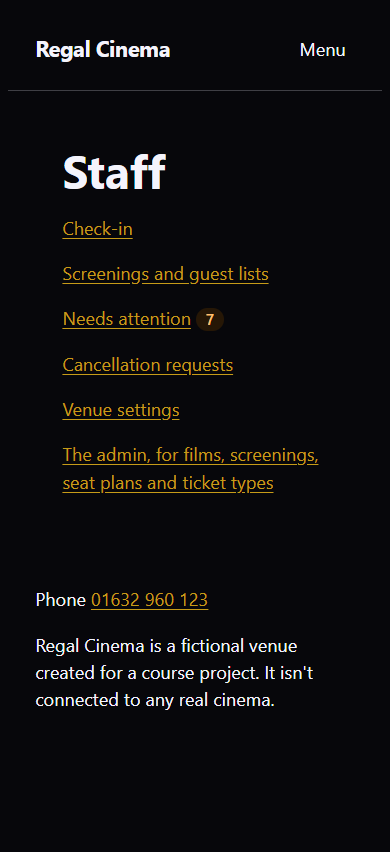 Regal Cinema
Menu
Staff
Check-in
Screenings and guest lists
Needs attention 7
Cancellation requests
Venue settings
The admin, for films, screenings,
seat plans and ticket types
Phone 01632 960 123
Regal Cinema is a fictional venue
created for a course project. It isn't
connected to any real cinema.